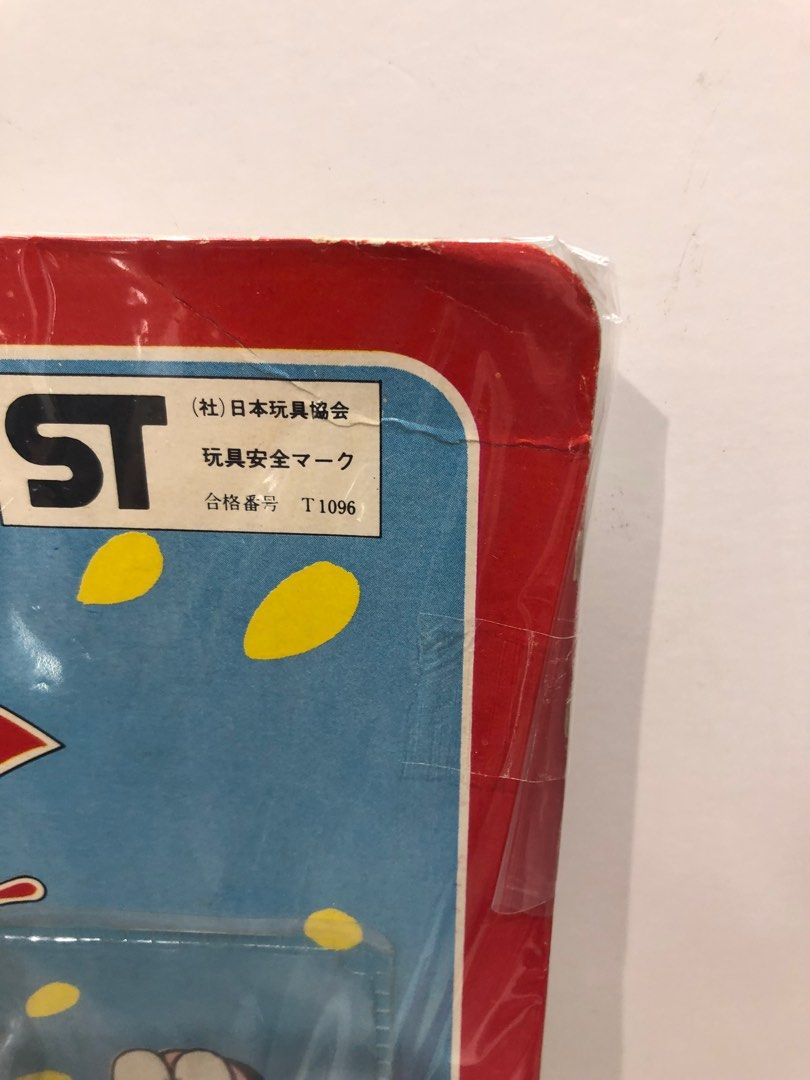 ST
(社)日本玩具協会
玩具安全マーク
合格番号 T1096